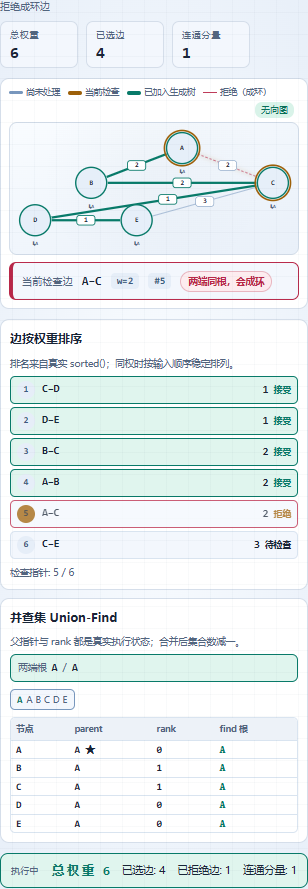 拒绝成环边
总权重 已选边 连通分量
6 4 1
尚未处理 当前检查 已加入生成树 拒绝（成环）
无向图
A
2 2
B 2 C
1 3
D 1 E
当前检查边 A–C w=2 #5 两端同根，会成环
边按权重排序
排名来自真实 sorted()；同权时按输入顺序稳定排列。
1 C–D 1 接受
2 D–E 1 接受
3 B–C 2 接受
4 A–B 2 接受
5 A–C 2 拒绝
6 C–E 3 待检查
检查指针: 5 / 6
并查集 Union-Find
父指针与 rank 都是真实执行状态；合并后集合数减一。
两端根 A / A
A A B C D E
节点 parent rank find 根
A A ★ 0 A
B A 1 A
C A 1 A
D A 0 A
E A 0 A
执行中 总权重 6 已选边: 4 已拒绝边: 1 连通分量: 1